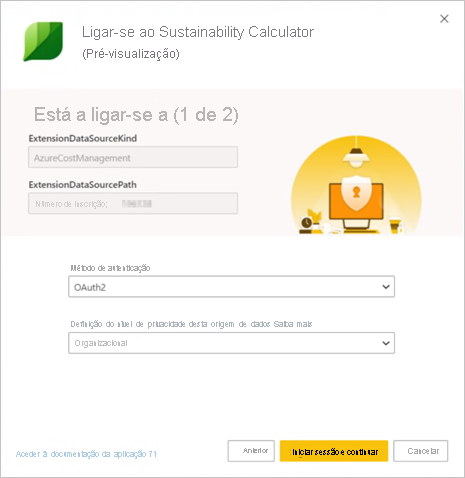 Ligar-se ao Sustainability Calculator
(Pré-visualização)
Está a ligar-se a (1 de 2)
ExtensionDataSourceKind
AzureCostManagement
ExtensionDataSourcePath
Número de inscrição;
Método de autenticação
OAuth2
Definição do nível de privacidade desta origem de dados Saiba mais
Organizacional
Aceder à documentação da aplicação 71
Anterior
Iniciar sessão e continuar
Cancelar